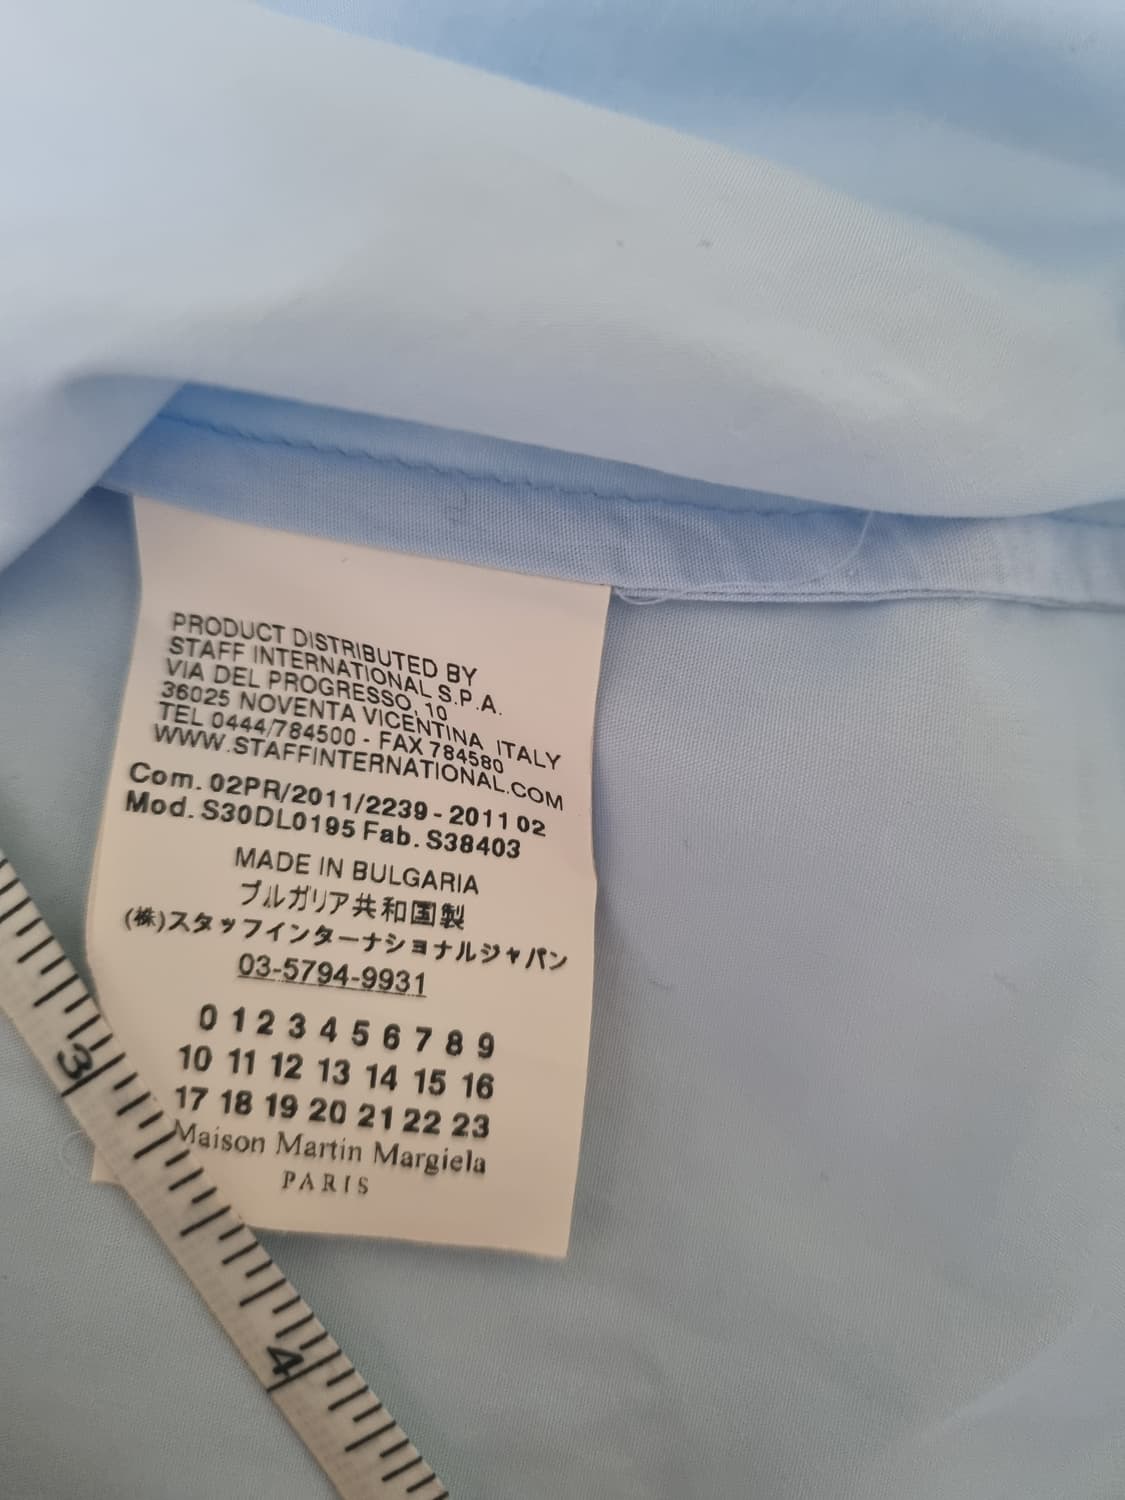 PRODUCT DISTRIBUTED BY
STAFF INTERNATIONAL S.P.A.
VIA DEL PROGRESSO, 10
36025 NOVENTA VICENTINA ITALY
TEL 0444/784500 - FAX 784580
WWW.STAFFINTERNATIONAL.COM
Com. 02PR/2011/2239 - 2011 02
Mod. S30DL0195 Fab. S38403
MADE IN BULGARIA
ブルガリア共和国製
(株)スタッフインターナショナルジャパン
03-5794-9931
0 1 2 3 4 5 6 7 8 9
10 11 12 13 14 15 16
17 18 19 20 21 22 23
Maison Martin Margiela
PARIS
3
4